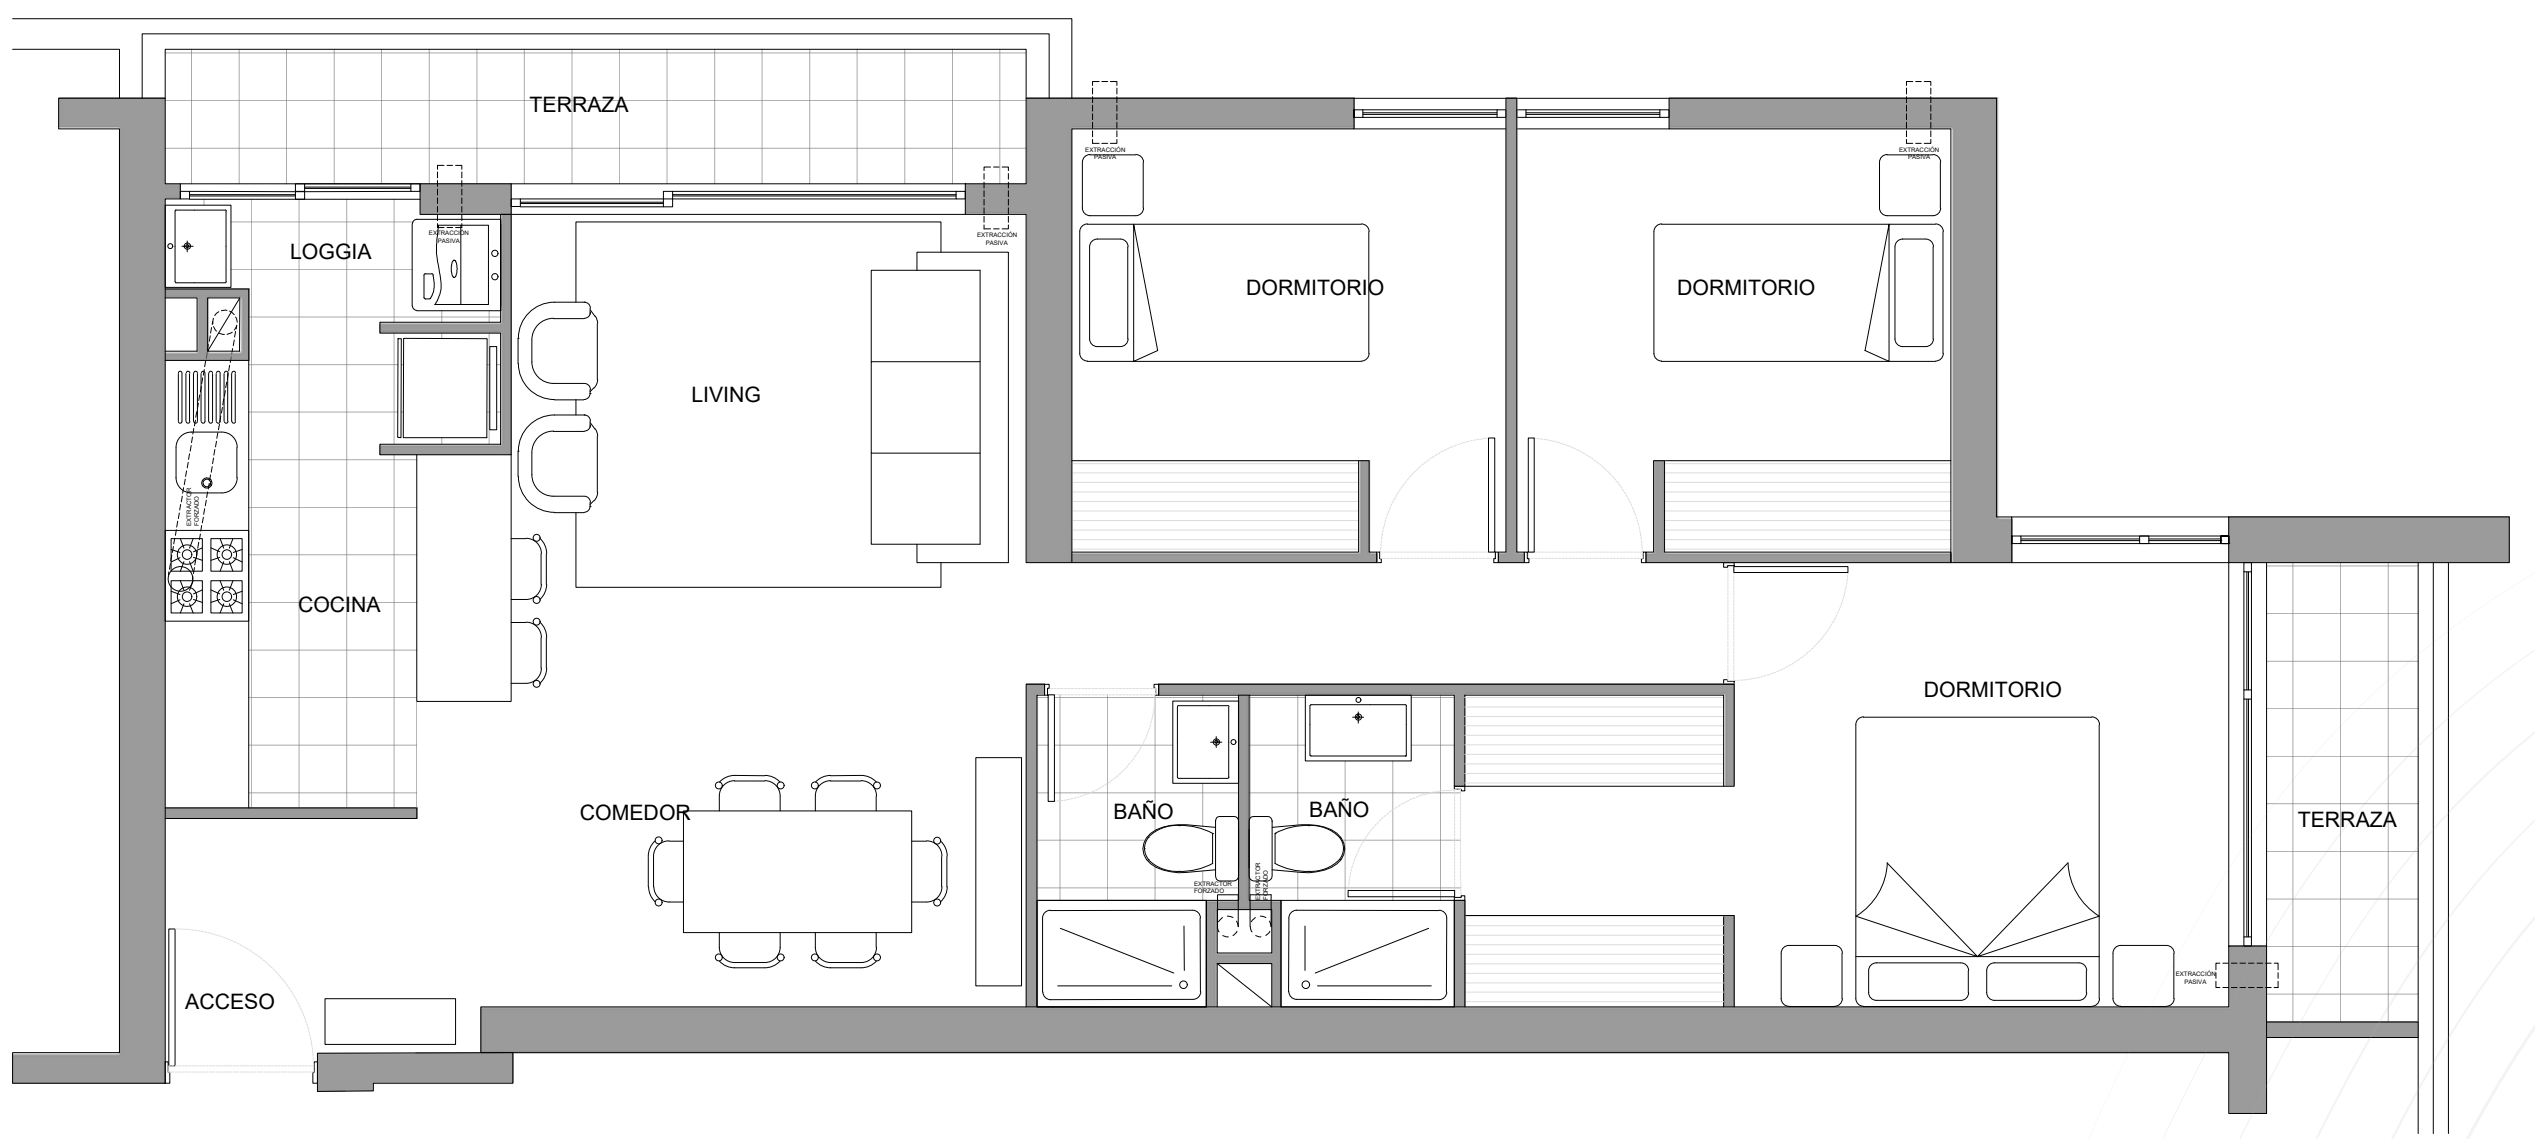 TERRAZA
EXTRACCIÓN
PASIVA
EXTRACCIÓN
PASIVA
EXTRACCIÓN
PASIVA
EXTRACCIÓN
PASIVA
LOGGIA
DORMITORIO
DORMITORIO
LIVING
EXTRACTOR
FORZADO
COCINA
DORMITORIO
COMEDOR
BAÑO
BAÑO
TERRAZA
EXTRACTOR
FORZADO
EXTRACTOR
FORZADO
EXTRACCIÓN
PASIVA
ACCESO